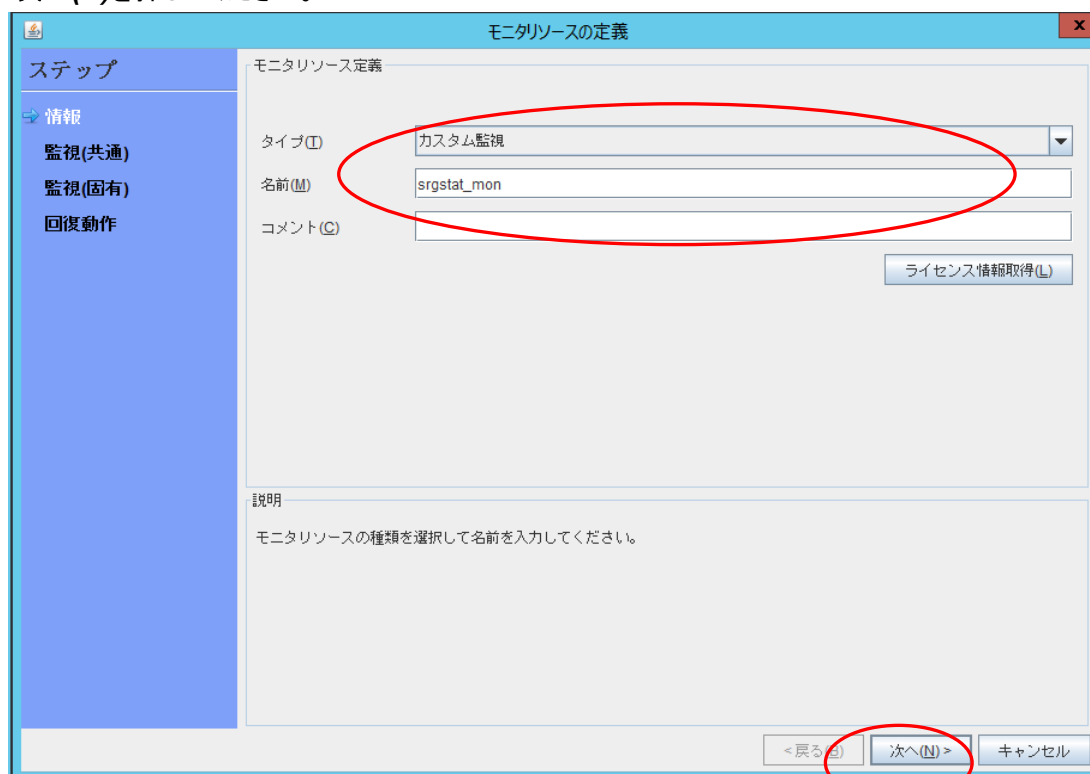 モニタリソースの定義
x
ステップ
情報
監視(共通)
監視(固有)
回復動作
モニタリソース定義
タイプ(T) カスタム監視
名前(M) srgstat_mon
コメント(C)
ライセンス情報取得(L)
説明
モニタリソースの種類を選択して名前を入力してください。
<戻る(B) 次へ(N) > キャンセル